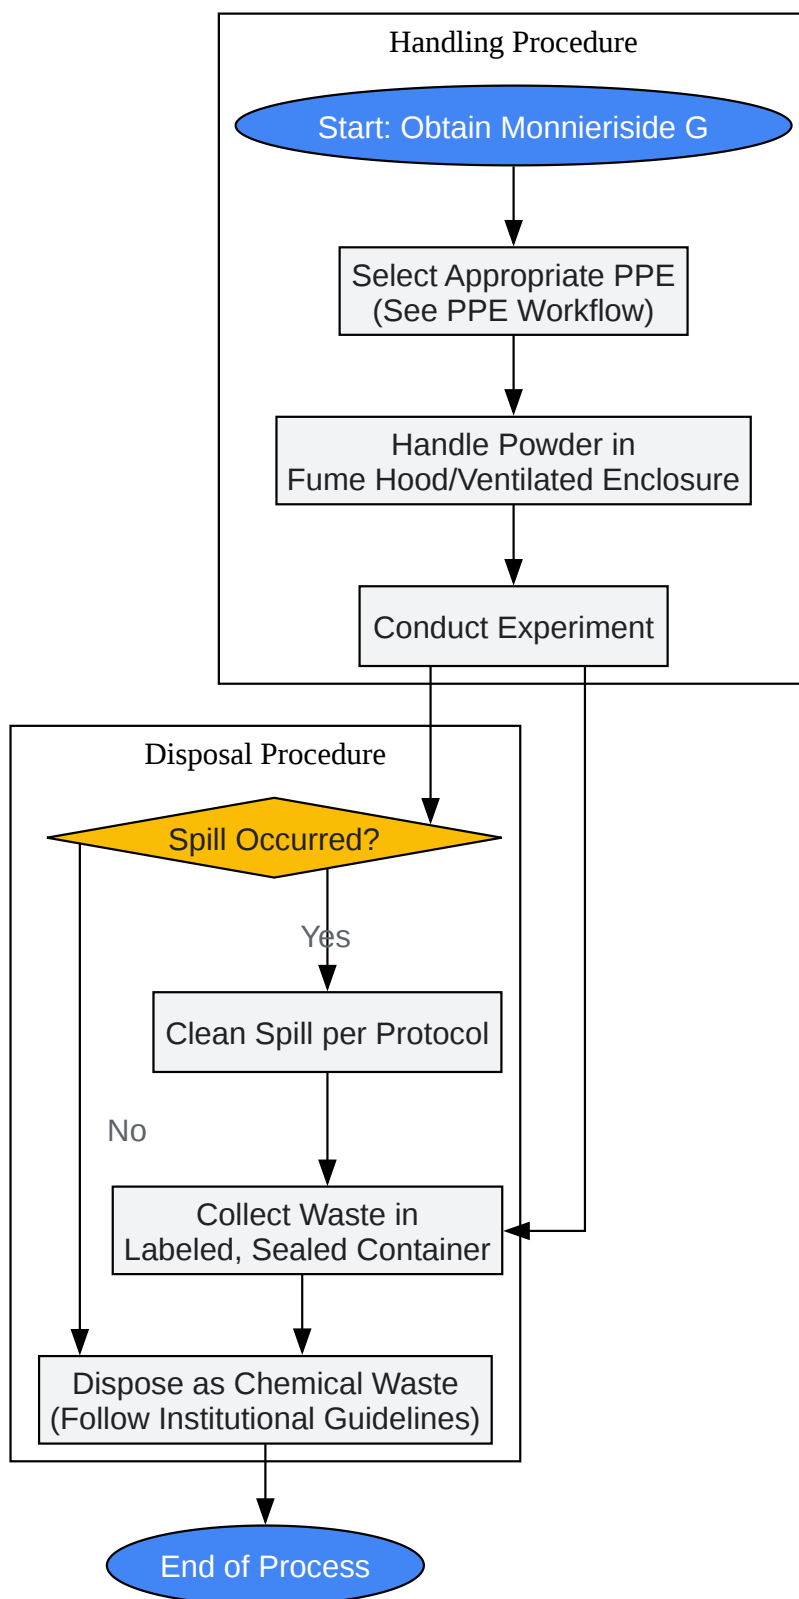 Handling Procedure
Start: Obtain Monnieriside G
Select Appropriate PPE
(See PPE Workflow)
Handle Powder in
Fume Hood/Ventilated Enclosure
Conduct Experiment
Disposal Procedure
Spill Occurred?
Yes
Clean Spill per Protocol
No
Collect Waste in
Labeled, Sealed Container
Dispose as Chemical Waste
(Follow Institutional Guidelines)
End of Process